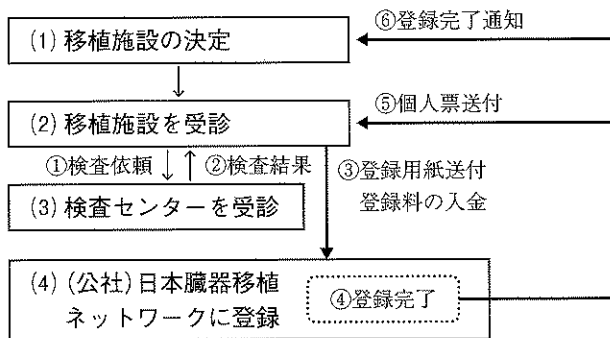 ⑥登録完了通知
(1) 移植施設の決定
⑤個人票送付
(2) 移植施設を受診
①検査依頼
②検査結果
③登録用紙送付
登録料の入金
(3) 検査センターを受診
(4) (公社)日本臓器移植
ネットワークに登録
④登録完了